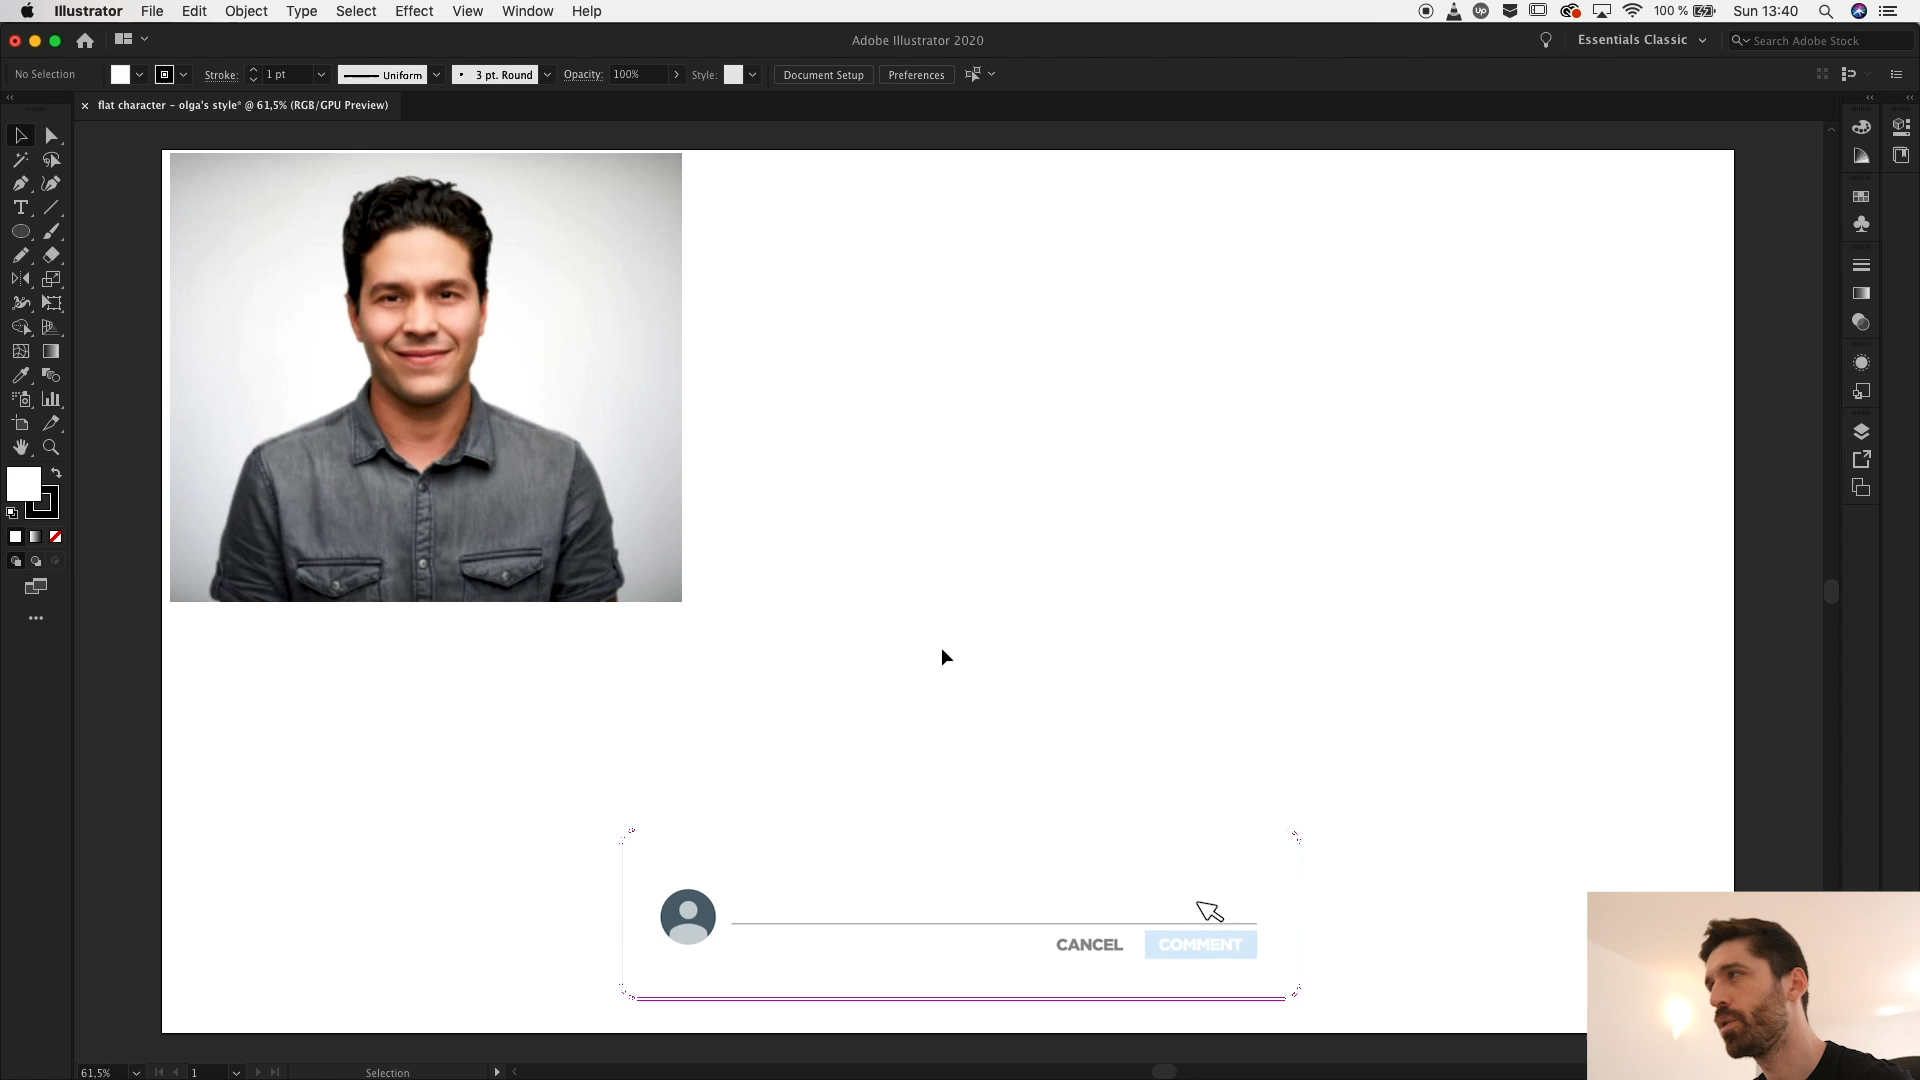 Illustrator File Edit Object Type Select Effect View Window Help
Up 100 % Sun 13:40
Adobe Illustrator 2020
Essentials Classic
Search Adobe Stock
No Selection Stroke: 1 pt Uniform 3 pt. Round Opacity: 100% Style: Document Setup Preferences
flat character – olga's style* @ 61,5% (RGB/GPU Preview)
CANCEL COMMENT
61,5% 1 Selection